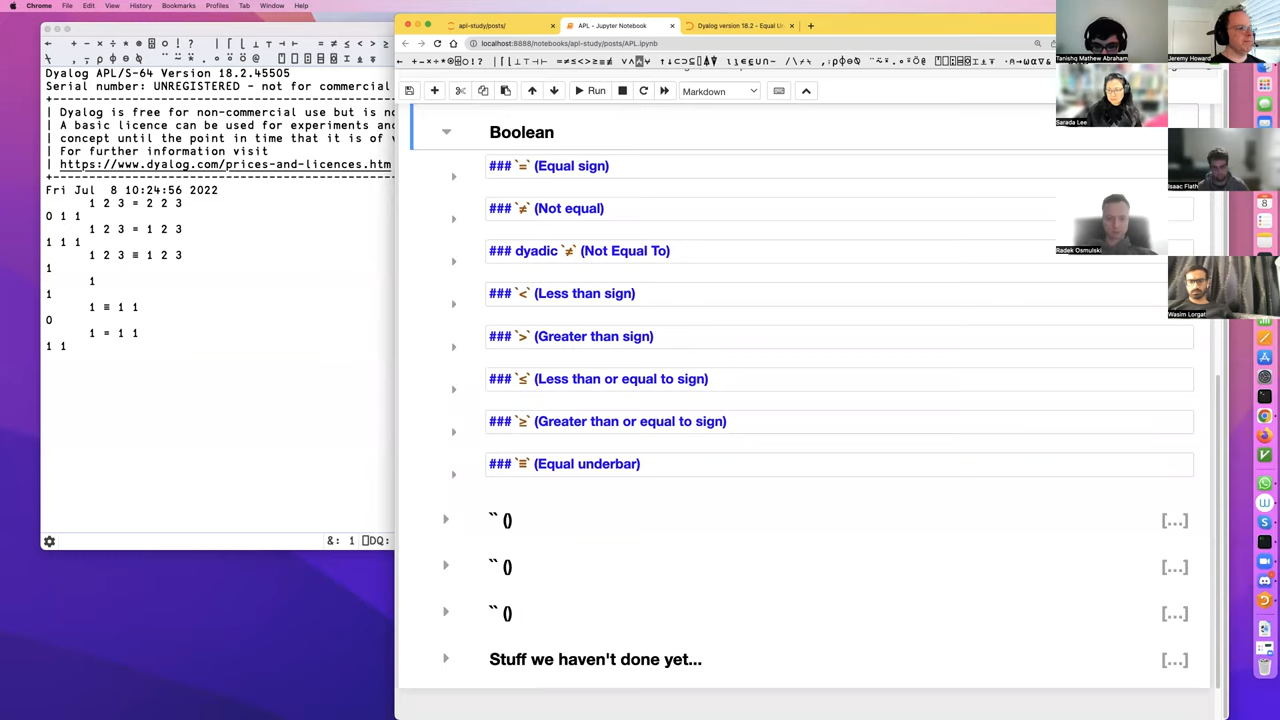 Chrome File Edit View History Bookmarks Profiles Tab Window Help
Dyalog APL/S-64 Version 18.2.45505
Serial number: UNREGISTERED - not for commercial
| Dyalog is free for non-commercial use but is no
| A basic licence can be used for experiments and
| concept until the point in time that it is of v
| For further information visit
| https://www.dyalog.com/prices-and-licences.htm
Fri Jul 8 10:24:56 2022
1 2 3 = 2 2 3
0 1 1
1 2 3 = 1 2 3
1 1 1
1 2 3 ≡ 1 2 3
1
1
1
1 ≡ 1 1
0
1 = 1 1
1 1
&: 1 ⎕DQ:
apl-study/posts/
APL - Jupyter Notebook
Dyalog version 18.2 - Equal Un
localhost:8888/notebooks/apl-study/posts/APL.ipynb
Run
Markdown
Boolean
### `=` (Equal sign)
### `≠` (Not equal)
### dyadic `≠` (Not Equal To)
### `<` (Less than sign)
### `>` (Greater than sign)
### `≤` (Less than or equal to sign)
### `≥` (Greater than or equal to sign)
### `≡` (Equal underbar)
`` () [...]
`` () [...]
`` () [...]
Stuff we haven't done yet... [...]
Tanishq Mathew Abraham
Jeremy Howard
Sarada Lee
Isaac Flath
Radek Osmulski
Wasim Lorgat